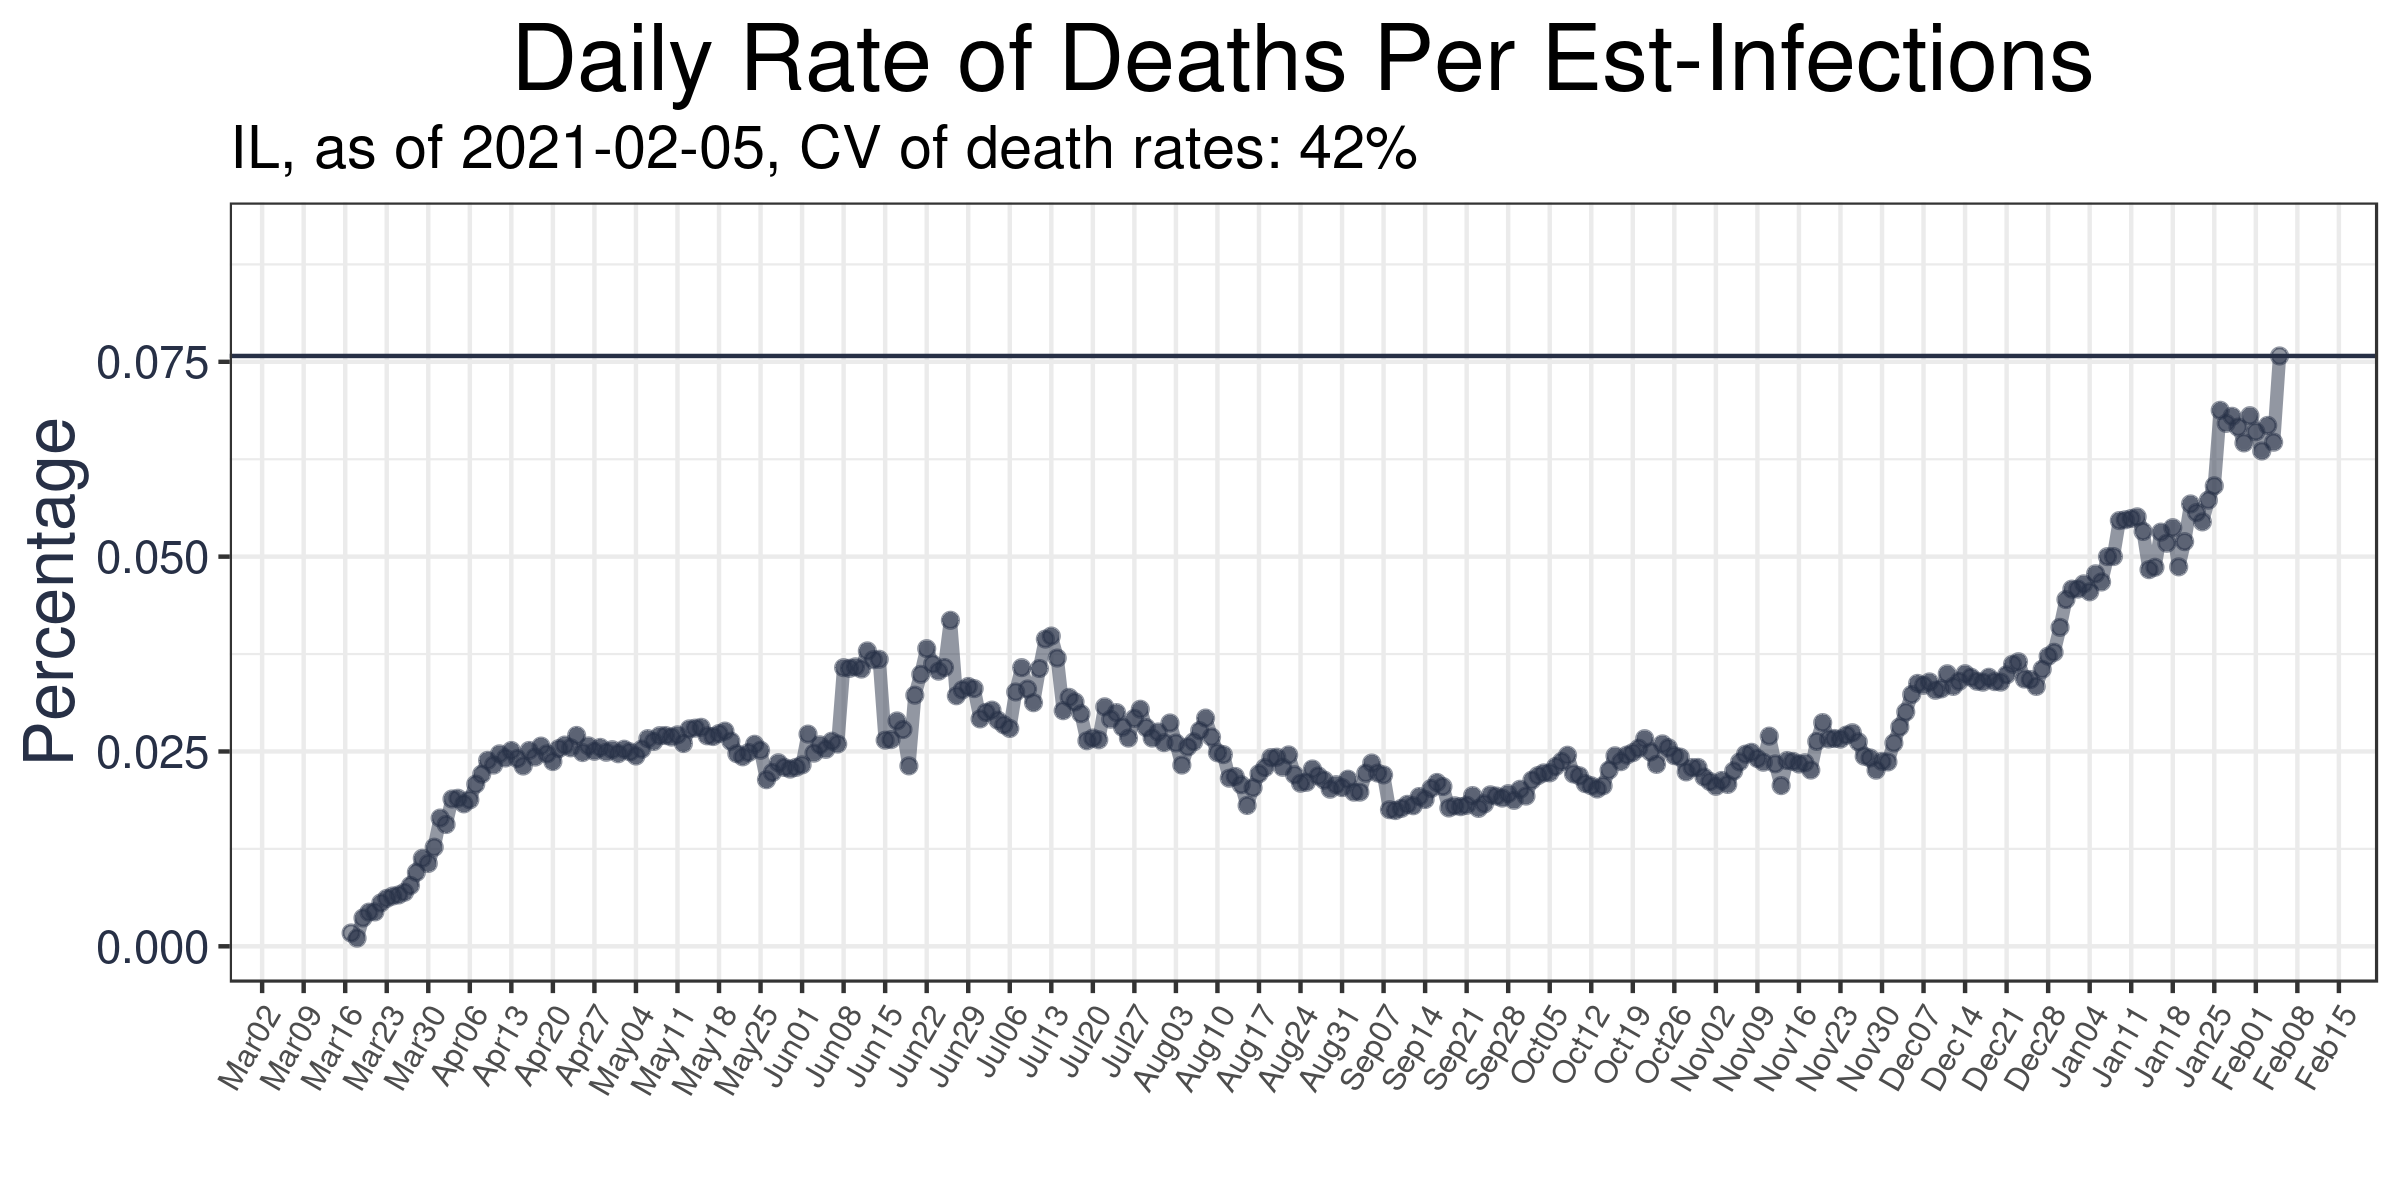 Daily Rate of Deaths Per Est-Infections
IL, as of 2021-02-05, CV of death rates: 42%
Percentage
0.075
0.050
0.025
0.000
Mar02 Mar09 Mar16 Mar23 Mar30 Apr06 Apr13 Apr20 Apr27 May04 May11 May18 May25 Jun01 Jun08 Jun15 Jun22 Jun29 Jul06 Jul13 Jul20 Jul27 Aug03 Aug10 Aug17 Aug24 Aug31 Sep07 Sep14 Sep21 Sep28 Oct05 Oct12 Oct19 Oct26 Nov02 Nov09 Nov16 Nov23 Nov30 Dec07 Dec14 Dec21 Dec28 Jan04 Jan11 Jan18 Jan25 Feb01 Feb08 Feb15